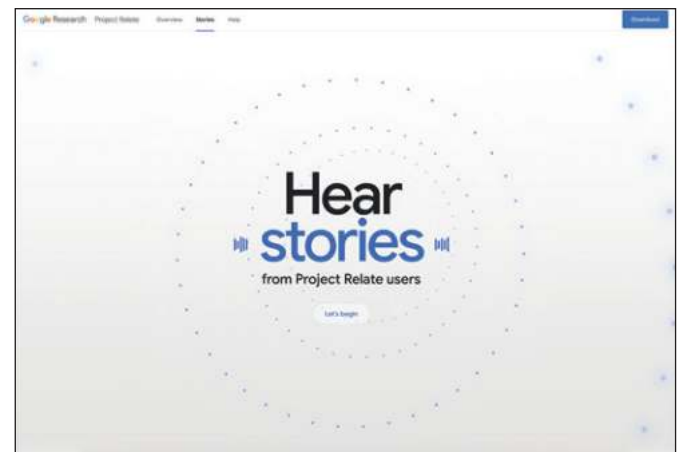 Google Research Project Relate Overview Stories Help Download
Hear
stories
from Project Relate users
Let's begin